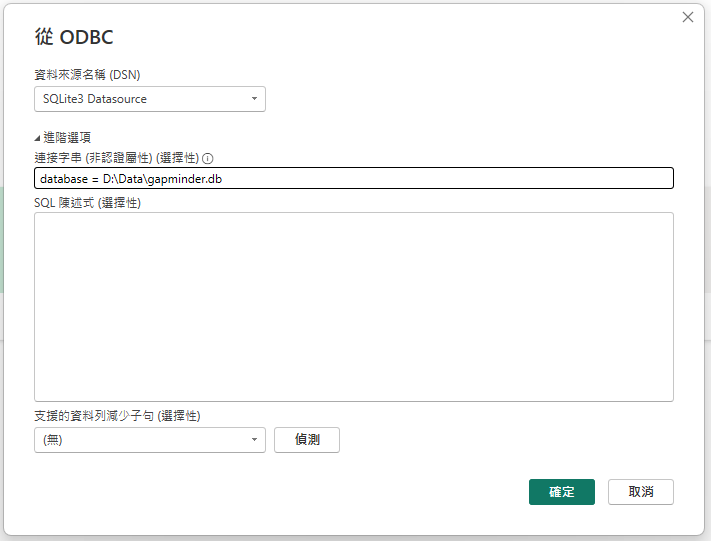 從 ODBC
資料來源名稱 (DSN)
SQLite3 Datasource
進階選項
連接字串 (非認證屬性) (選擇性)
database = D:\Data\gapminder.db
SQL 陳述式 (選擇性)
支援的資料列減少子句 (選擇性)
(無)
偵測
確定
取消